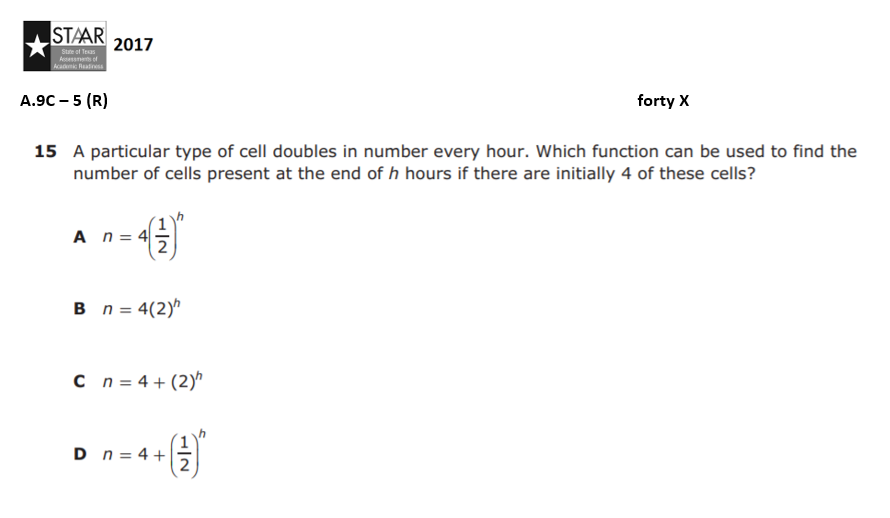 STAAR
State of Texas
Assessments of
Academic Readiness
2017
A.9C – 5 (R)
forty X
15 A particular type of cell doubles in number every hour. Which function can be used to find the
number of cells present at the end of h hours if there are initially 4 of these cells?
A n = 4(1/2)^h
B n = 4(2)^h
C n = 4 + (2)^h
D n = 4 + (1/2)^h